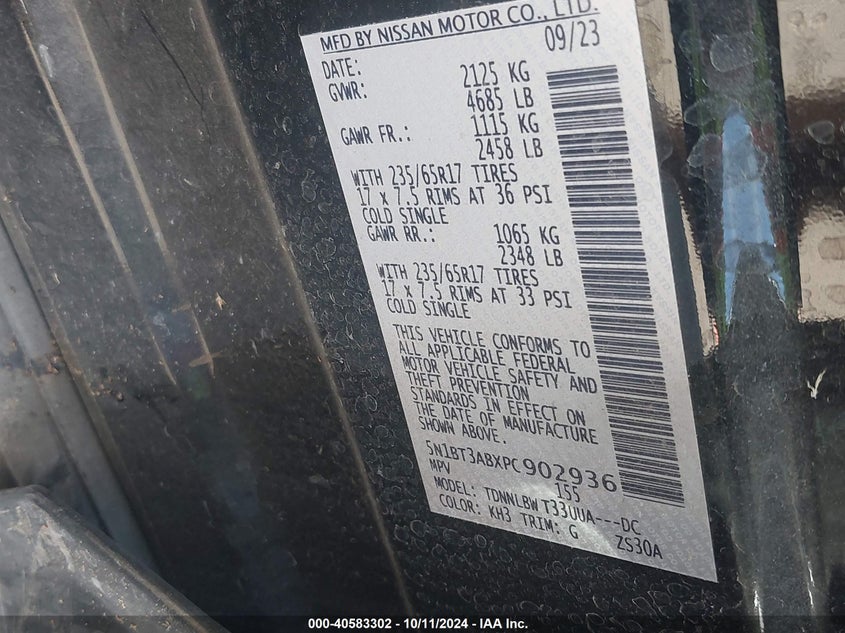 MFD BY NISSAN MOTOR CO., LTD.
DATE: 09/23
GVWR: 2125 KG
4685 LB
GAWR FR.: 1115 KG
2458 LB
WITH 235/65R17 TIRES
17 x 7.5 RIMS AT 36 PSI
COLD SINGLE
GAWR RR.: 1065 KG
2348 LB
WITH 235/65R17 TIRES
17 x 7.5 RIMS AT 33 PSI
COLD SINGLE
THIS VEHICLE CONFORMS TO
ALL APPLICABLE FEDERAL
MOTOR VEHICLE SAFETY AND
THEFT PREVENTION
STANDARDS IN EFFECT ON
THE DATE OF MANUFACTURE
SHOWN ABOVE.
5N1BT3ABXPC902936
MPV 155
MODEL: TDNNLBW T33UUA---DC
COLOR: KH3 TRIM: G ZS30A
000-40583302 - 10/11/2024 - IAA Inc.